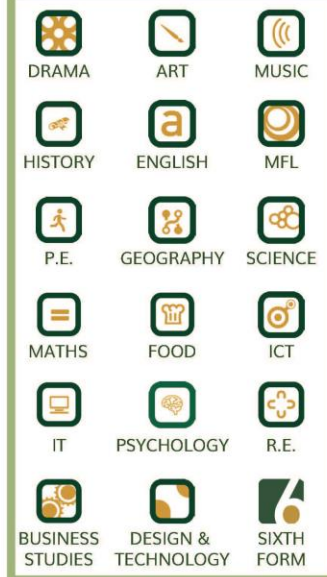 DRAMA ART MUSIC
a
HISTORY ENGLISH MFL
P.E. GEOGRAPHY SCIENCE
MATHS FOOD ICT
IT PSYCHOLOGY R.E.
6
BUSINESS DESIGN & SIXTH
STUDIES TECHNOLOGY FORM